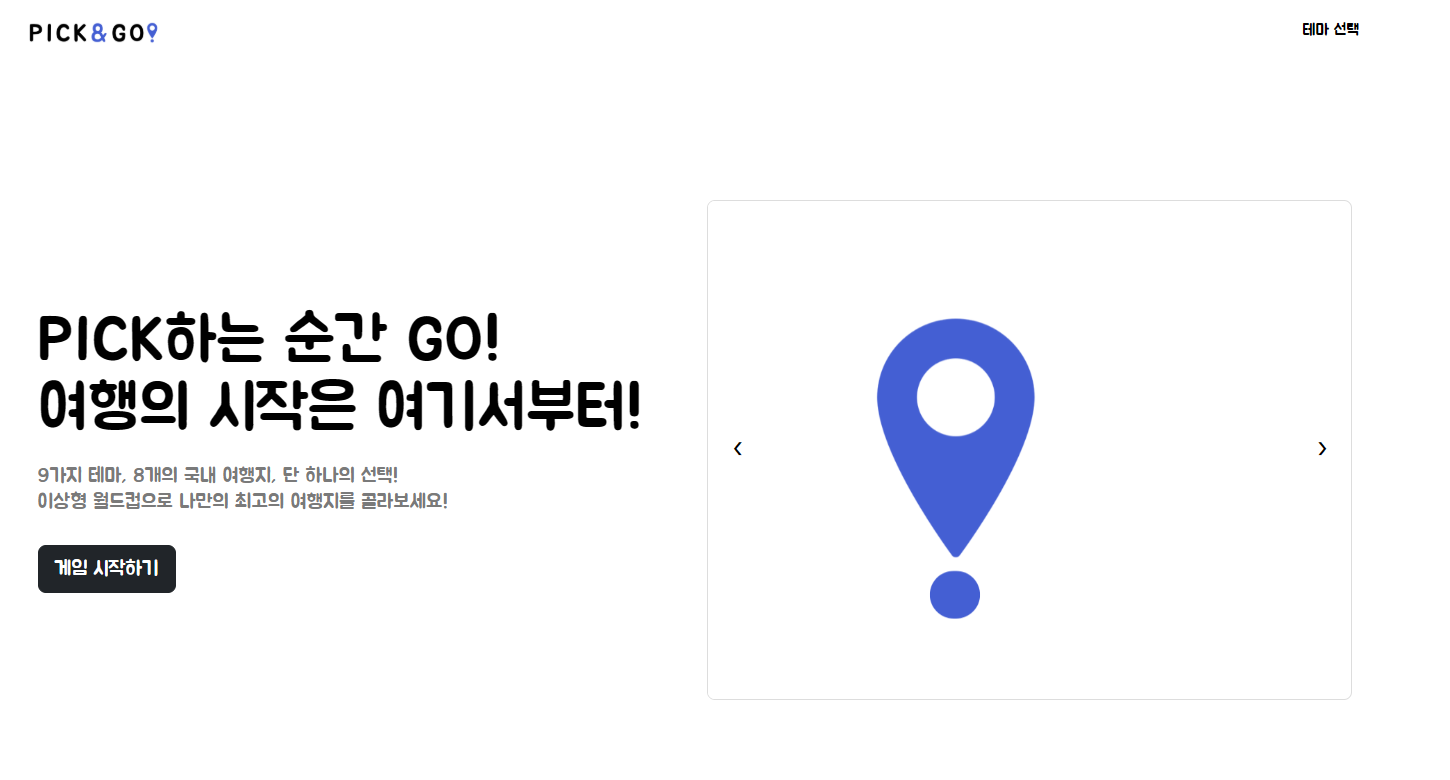 PICK&GO!
테마 선택
PICK하는 순간 GO!
여행의 시작은 여기서부터!
9가지 테마, 8개의 국내 여행지, 단 하나의 선택!
이상형 월드컵으로 나만의 최고의 여행지를 골라보세요!
게임 시작하기